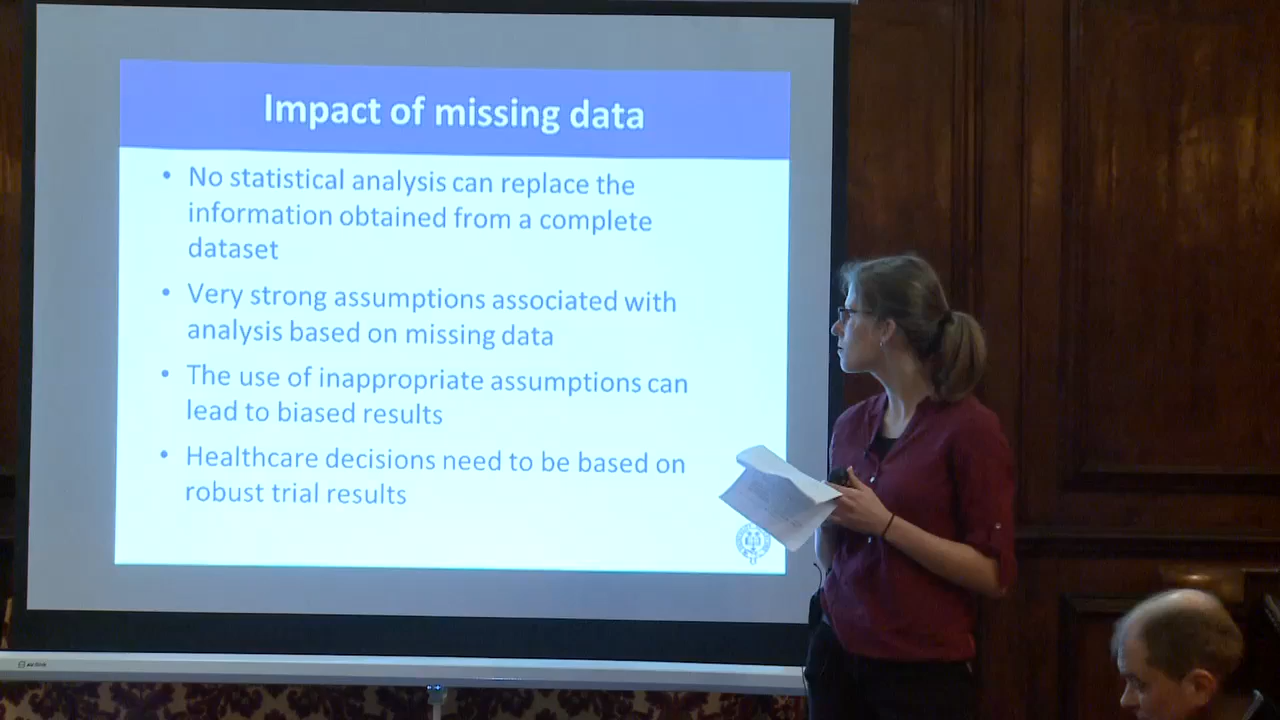 Impact of missing data
• No statistical analysis can replace the
information obtained from a complete
dataset
• Very strong assumptions associated with
analysis based on missing data
• The use of inappropriate assumptions can
lead to biased results
• Healthcare decisions need to be based on
robust trial results